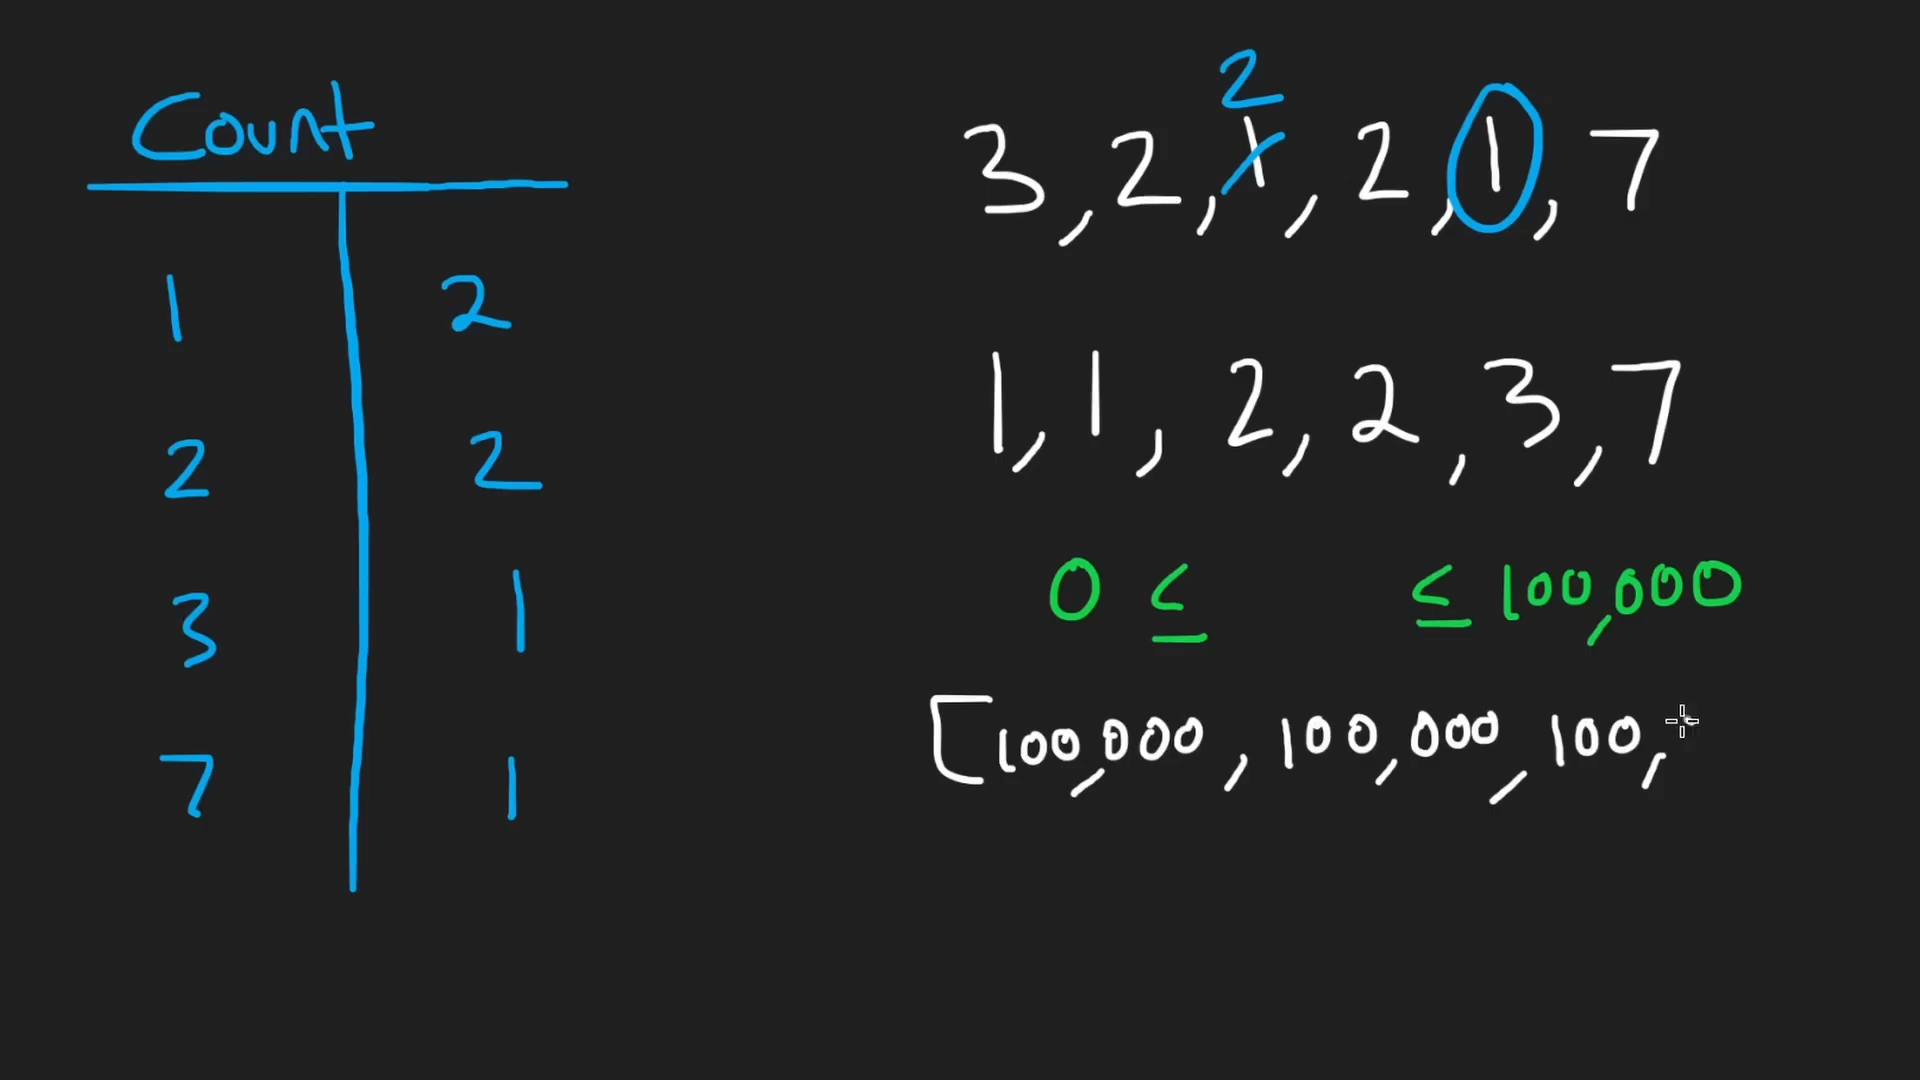 Count
1 2
2 2
3 1
7 1
2
3, 2, 1, 2, 1, 7
1, 1, 2, 2, 3, 7
0 ≤ ≤ 100,000
[100,000, 100,000, 100,